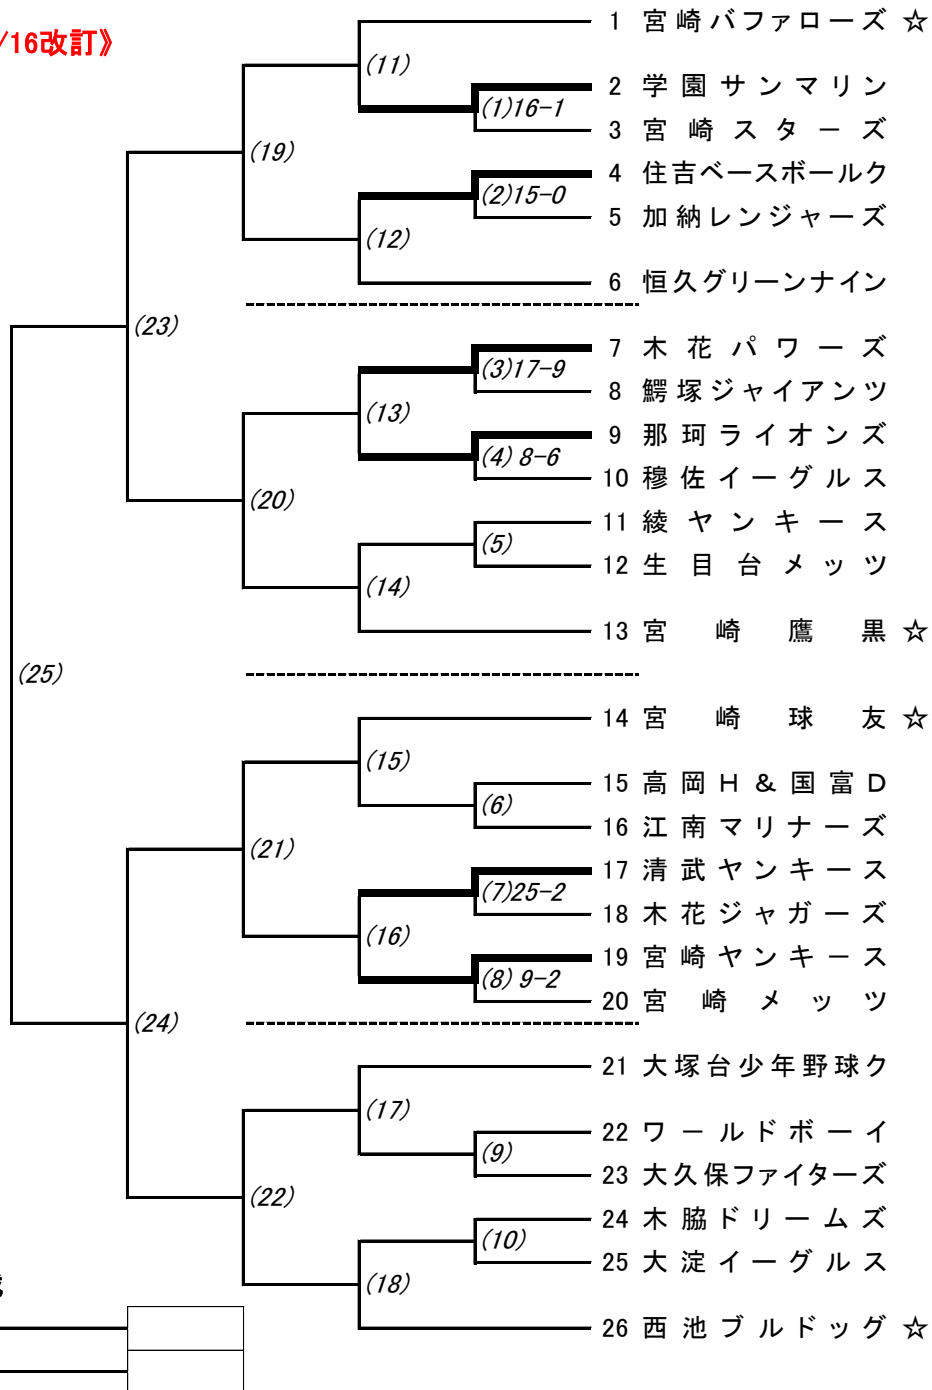 /16改訂》
1 宮崎バファローズ ☆
(11)
2 学園サンマリン
(1)16-1
3 宮崎スターズ
(19)
4 住吉ベースボールク
(2)15-0
5 加納レンジャーズ
(12)
6 恒久グリーンナイン
(23)
7 木花パワーズ
(3)17-9
8 鰐塚ジャイアンツ
(13)
9 那珂ライオンズ
(4) 8-6
10 穆佐イーグルス
(20)
11 綾ヤンキース
(5)
12 生目台メッツ
(14)
13 宮崎鷹黒 ☆
(25)
14 宮崎球友 ☆
(15)
15 高岡H&国富D
(6)
16 江南マリナーズ
(21)
17 清武ヤンキース
(7)25-2
18 木花ジャガーズ
(16)
19 宮崎ヤンキース
(8) 9-2
20 宮崎メッツ
(24)
21 大塚台少年野球ク
(17)
22 ワールドボーイ
(9)
23 大久保ファイターズ
(22)
24 木脇ドリームズ
(10)
25 大淀イーグルス
(18)
26 西池ブルドッグ ☆